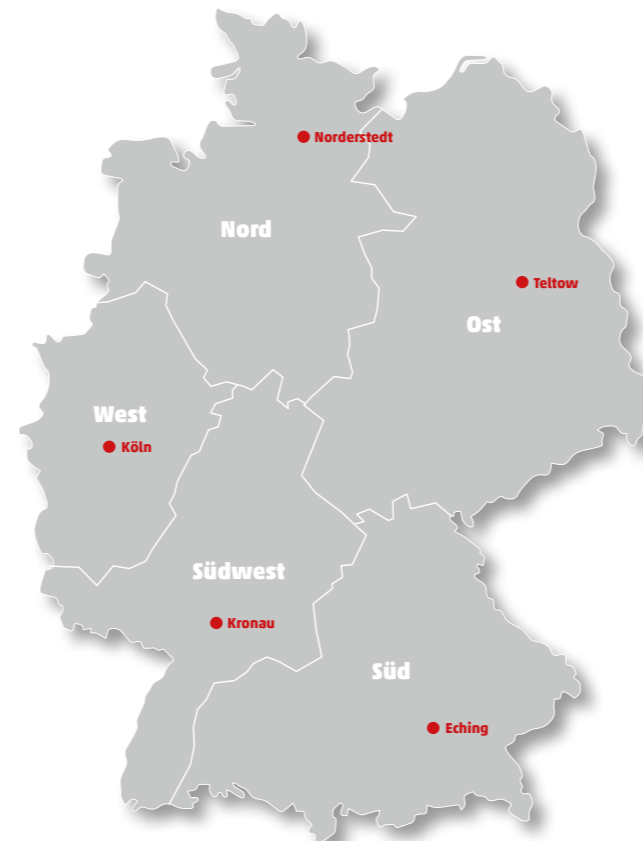 Norderstedt
Nord
Teltow
Ost
West
Köln
Südwest
Kronau
Süd
Eching